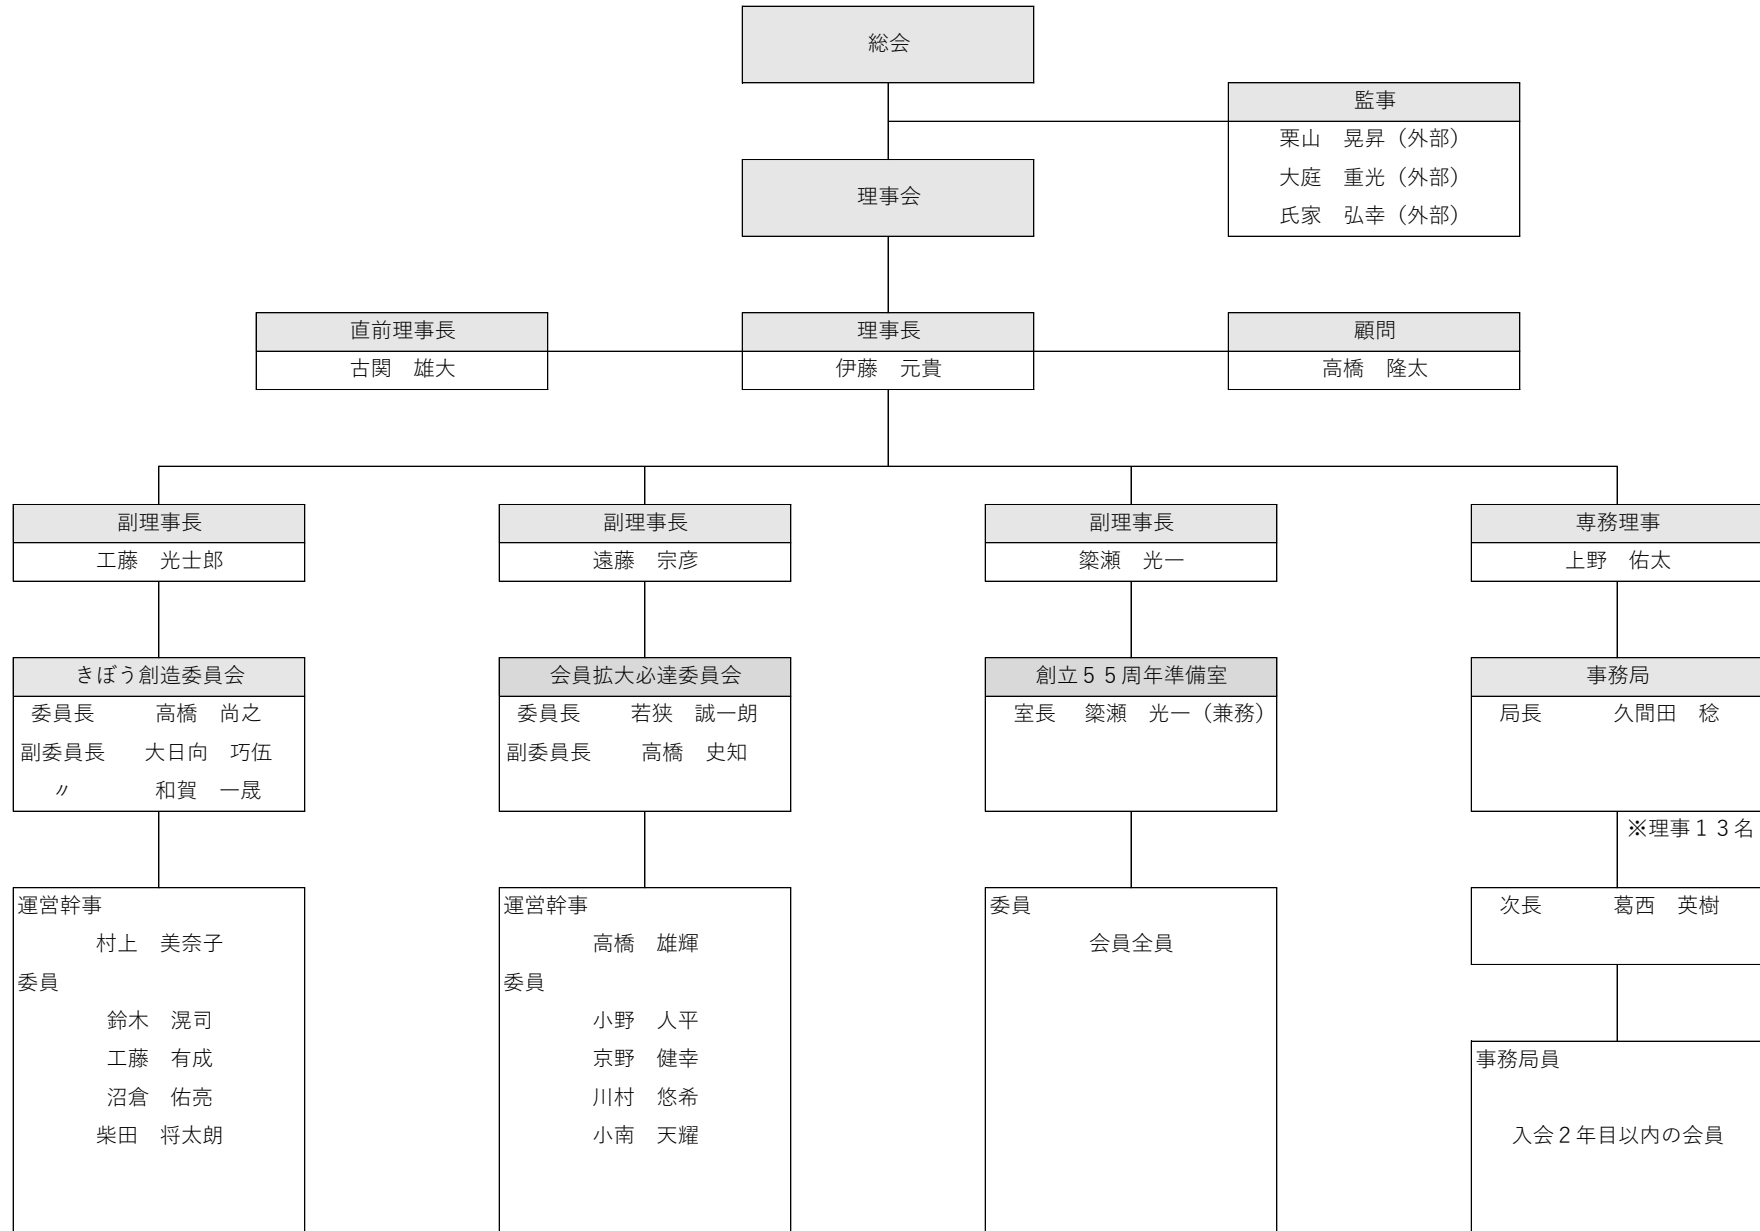 総会
監事
栗山　晃昇（外部）
大庭　重光（外部）
氏家　弘幸（外部）
理事会
直前理事長
古関　雄大
理事長
伊藤　元貴
顧問
高橋　隆太
副理事長
工藤　光士郎
副理事長
遠藤　宗彦
副理事長
簗瀬　光一
専務理事
上野　佑太
きぼう創造委員会
委員長　高橋　尚之
副委員長　大日向　巧伍
〃　和賀　一晟
会員拡大必達委員会
委員長　若狭　誠一朗
副委員長　高橋　史知
創立５５周年準備室
室長　簗瀬　光一（兼務）
事務局
局長　久間田　稔
※理事１３名
運営幹事
村上　美奈子
委員
鈴木　滉司
工藤　有成
沼倉　佑亮
柴田　将太朗
運営幹事
高橋　雄輝
委員
小野　人平
京野　健幸
川村　悠希
小南　天耀
委員
会員全員
次長　葛西　英樹
事務局員
入会２年目以内の会員